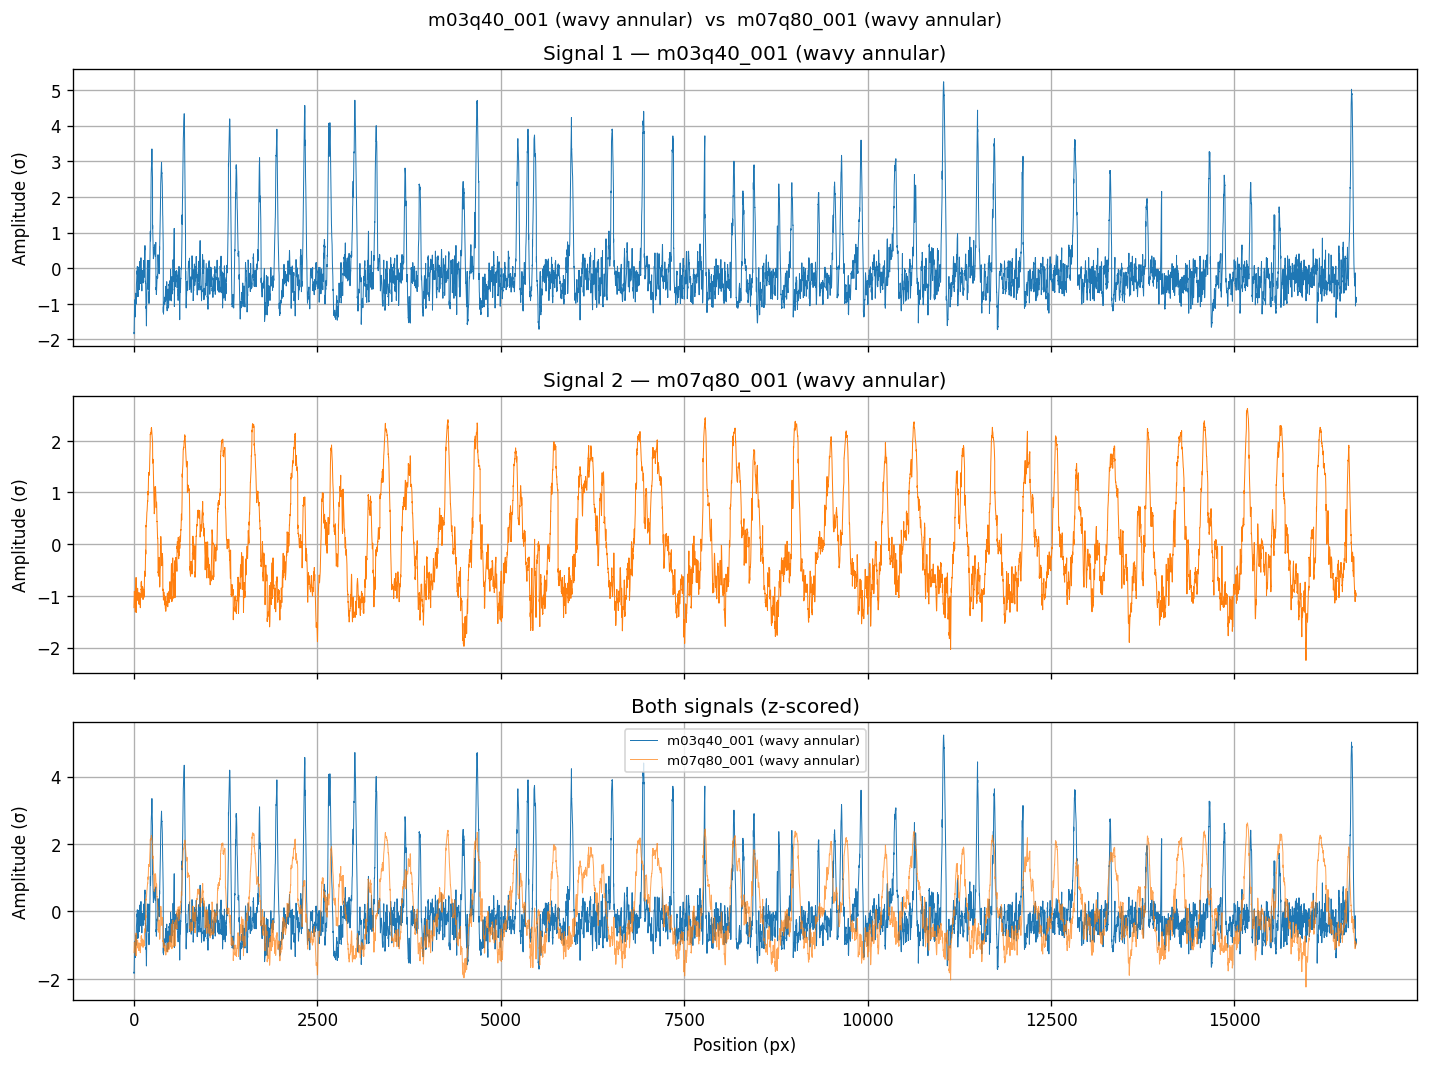 m03q40_001 (wavy annular)  vs  m07q80_001 (wavy annular)
Signal 1 — m03q40_001 (wavy annular)
Amplitude (σ)
5
4
3
2
1
0
−1
−2
Signal 2 — m07q80_001 (wavy annular)
Amplitude (σ)
2
1
0
−1
−2
Both signals (z-scored)
m03q40_001 (wavy annular)
m07q80_001 (wavy annular)
Amplitude (σ)
4
2
0
−2
0 2500 5000 7500 10000 12500 15000
Position (px)